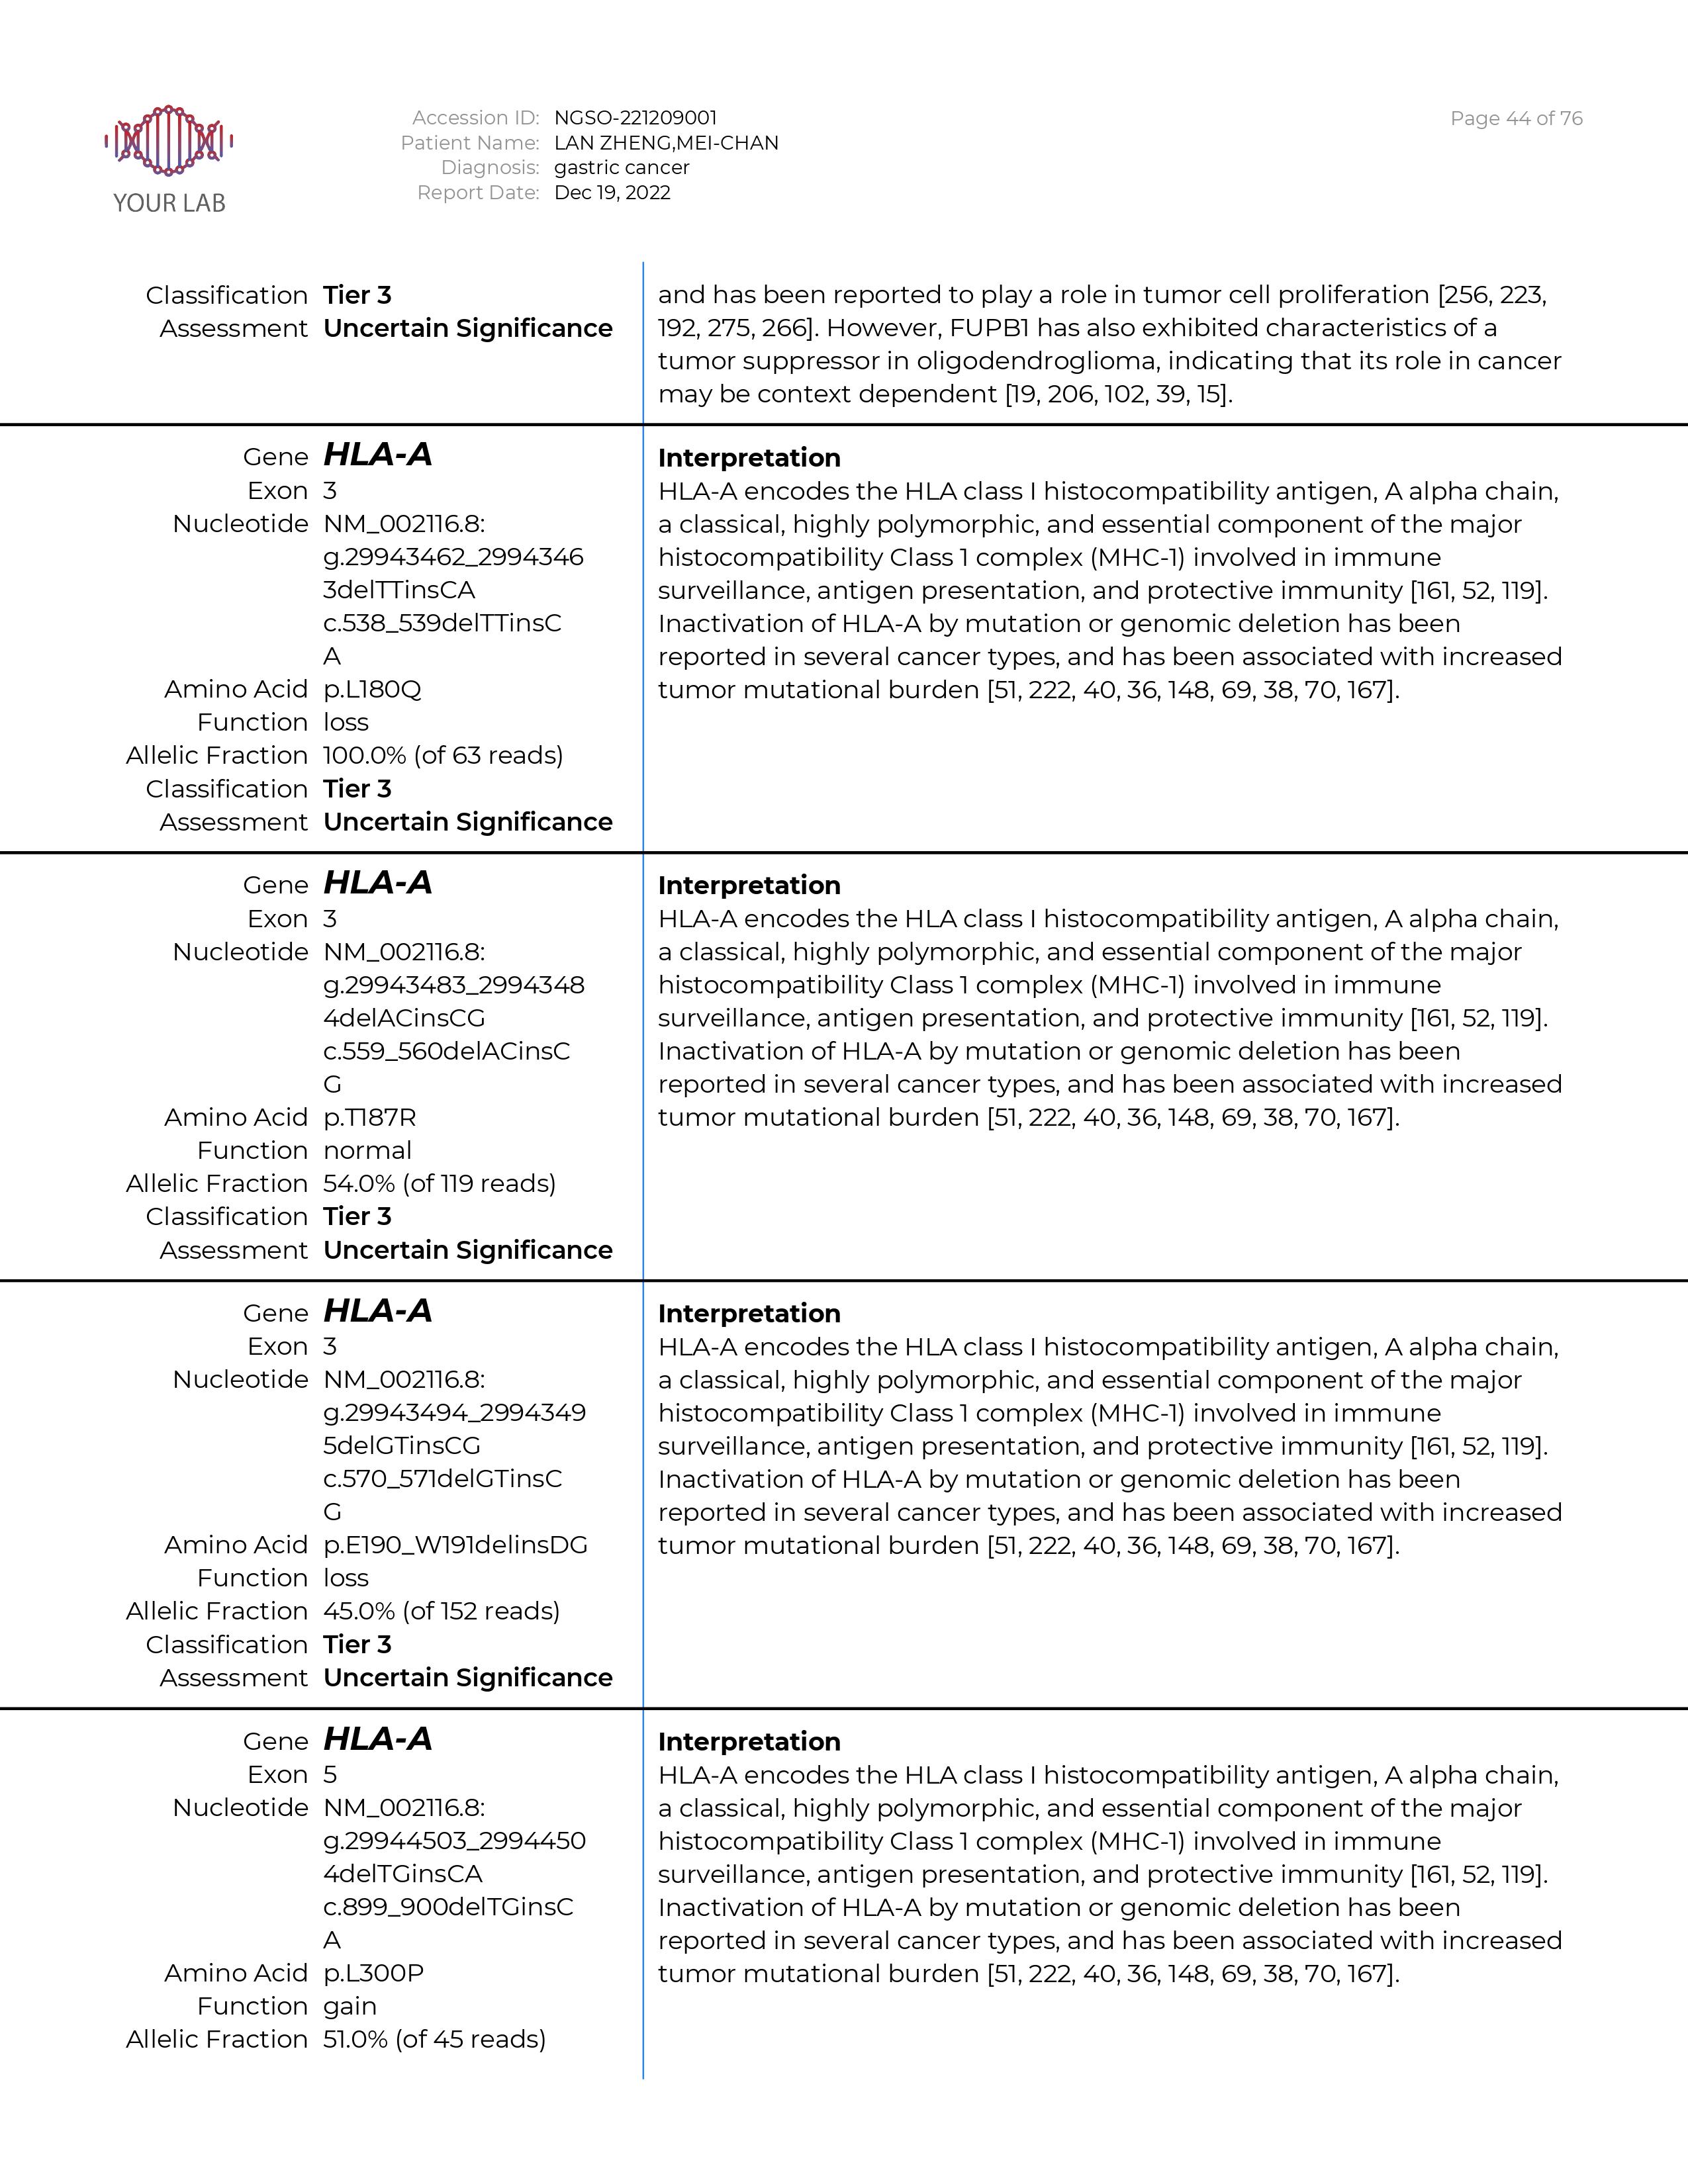 YOUR LAB
Accession ID: NGSO-221209001
Patient Name: LAN ZHENG,MEI-CHAN
Diagnosis: gastric cancer
Report Date: Dec 19, 2022
Page 44 of 76
Classification Tier 3
Assessment Uncertain Significance
and has been reported to play a role in tumor cell proliferation [256, 223,
192, 275, 266]. However, FUPB1 has also exhibited characteristics of a
tumor suppressor in oligodendroglioma, indicating that its role in cancer
may be context dependent [19, 206, 102, 39, 15].
Gene HLA-A
Exon 3
Nucleotide NM_002116.8:
g.29943462_2994346
3delTTinsCA
c.538_539delTTinsC
A
Amino Acid p.L180Q
Function loss
Allelic Fraction 100.0% (of 63 reads)
Classification Tier 3
Assessment Uncertain Significance
Interpretation
HLA-A encodes the HLA class I histocompatibility antigen, A alpha chain,
a classical, highly polymorphic, and essential component of the major
histocompatibility Class 1 complex (MHC-1) involved in immune
surveillance, antigen presentation, and protective immunity [161, 52, 119].
Inactivation of HLA-A by mutation or genomic deletion has been
reported in several cancer types, and has been associated with increased
tumor mutational burden [51, 222, 40, 36, 148, 69, 38, 70, 167].
Gene HLA-A
Exon 3
Nucleotide NM_002116.8:
g.29943483_2994348
4delACinsCG
c.559_560delACinsC
G
Amino Acid p.T187R
Function normal
Allelic Fraction 54.0% (of 119 reads)
Classification Tier 3
Assessment Uncertain Significance
Interpretation
HLA-A encodes the HLA class I histocompatibility antigen, A alpha chain,
a classical, highly polymorphic, and essential component of the major
histocompatibility Class 1 complex (MHC-1) involved in immune
surveillance, antigen presentation, and protective immunity [161, 52, 119].
Inactivation of HLA-A by mutation or genomic deletion has been
reported in several cancer types, and has been associated with increased
tumor mutational burden [51, 222, 40, 36, 148, 69, 38, 70, 167].
Gene HLA-A
Exon 3
Nucleotide NM_002116.8:
g.29943494_2994349
5delGTinsCG
c.570_571delGTinsC
G
Amino Acid p.E190_W191delinsDG
Function loss
Allelic Fraction 45.0% (of 152 reads)
Classification Tier 3
Assessment Uncertain Significance
Interpretation
HLA-A encodes the HLA class I histocompatibility antigen, A alpha chain,
a classical, highly polymorphic, and essential component of the major
histocompatibility Class 1 complex (MHC-1) involved in immune
surveillance, antigen presentation, and protective immunity [161, 52, 119].
Inactivation of HLA-A by mutation or genomic deletion has been
reported in several cancer types, and has been associated with increased
tumor mutational burden [51, 222, 40, 36, 148, 69, 38, 70, 167].
Gene HLA-A
Exon 5
Nucleotide NM_002116.8:
g.29944503_2994450
4delTGinsCA
c.899_900delTGinsC
A
Amino Acid p.L300P
Function gain
Allelic Fraction 51.0% (of 45 reads)
Interpretation
HLA-A encodes the HLA class I histocompatibility antigen, A alpha chain,
a classical, highly polymorphic, and essential component of the major
histocompatibility Class 1 complex (MHC-1) involved in immune
surveillance, antigen presentation, and protective immunity [161, 52, 119].
Inactivation of HLA-A by mutation or genomic deletion has been
reported in several cancer types, and has been associated with increased
tumor mutational burden [51, 222, 40, 36, 148, 69, 38, 70, 167].